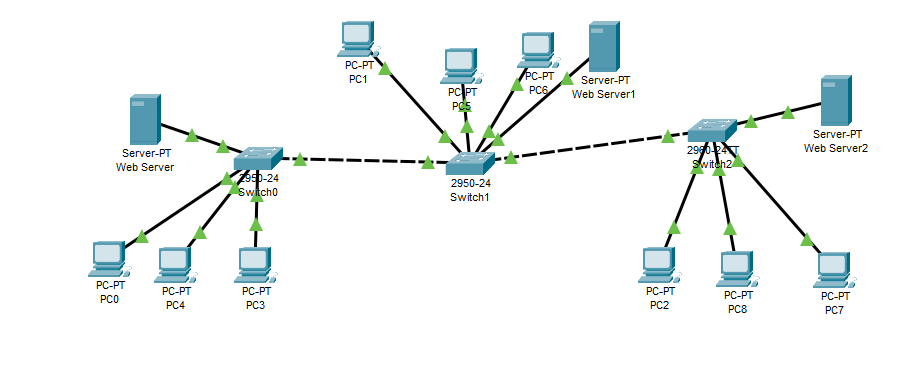 PC-PT
PC1
PC-PT
PC5
PC-PT
PC6
Server-PT
Web Server1
Server-PT
Web Server
2950-24
Switch0
2950-24
Switch1
2960-24TT
Switch2
Server-PT
Web Server2
PC-PT
PC0
PC-PT
PC4
PC-PT
PC3
PC-PT
PC2
PC-PT
PC8
PC-PT
PC7